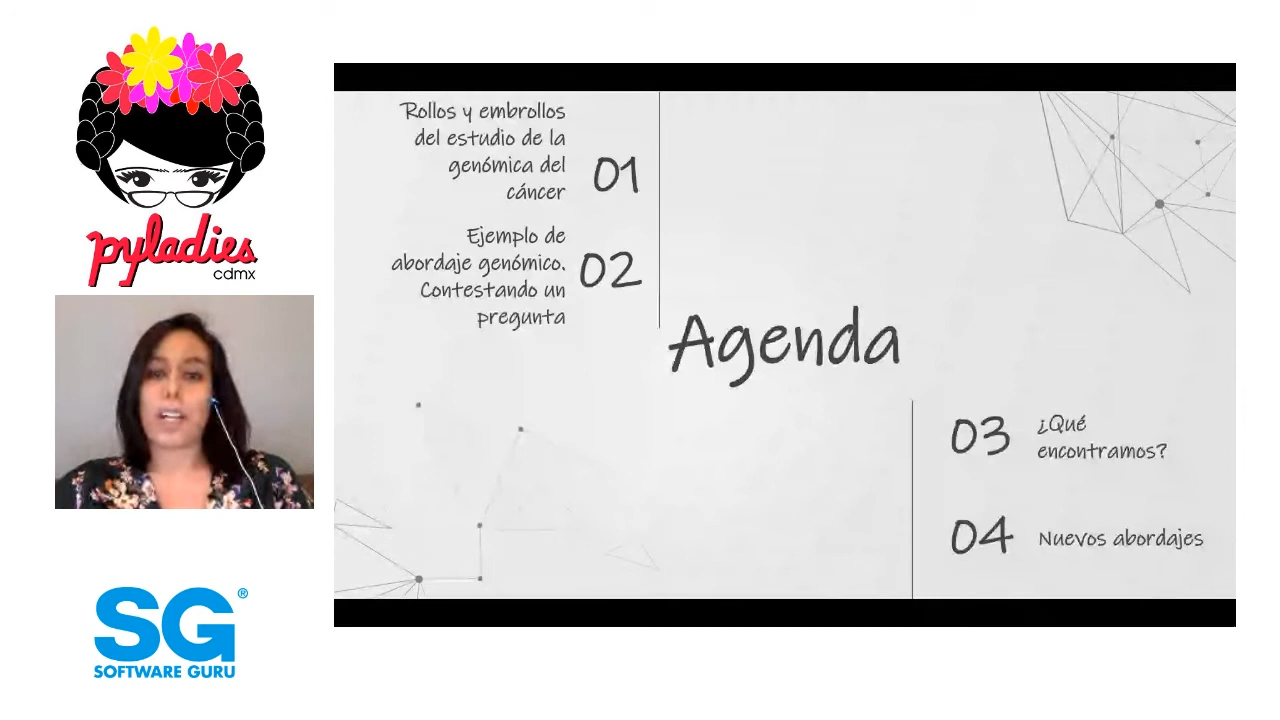 pyladies
cdmx
SG®
SOFTWARE GURU
Rollos y embrollos
del estudio de la
genómica del
cáncer
01
Ejemplo de
abordaje genómico.
Contestando un
pregunta
02
Agenda
03
¿Qué
encontramos?
04
Nuevos abordajes